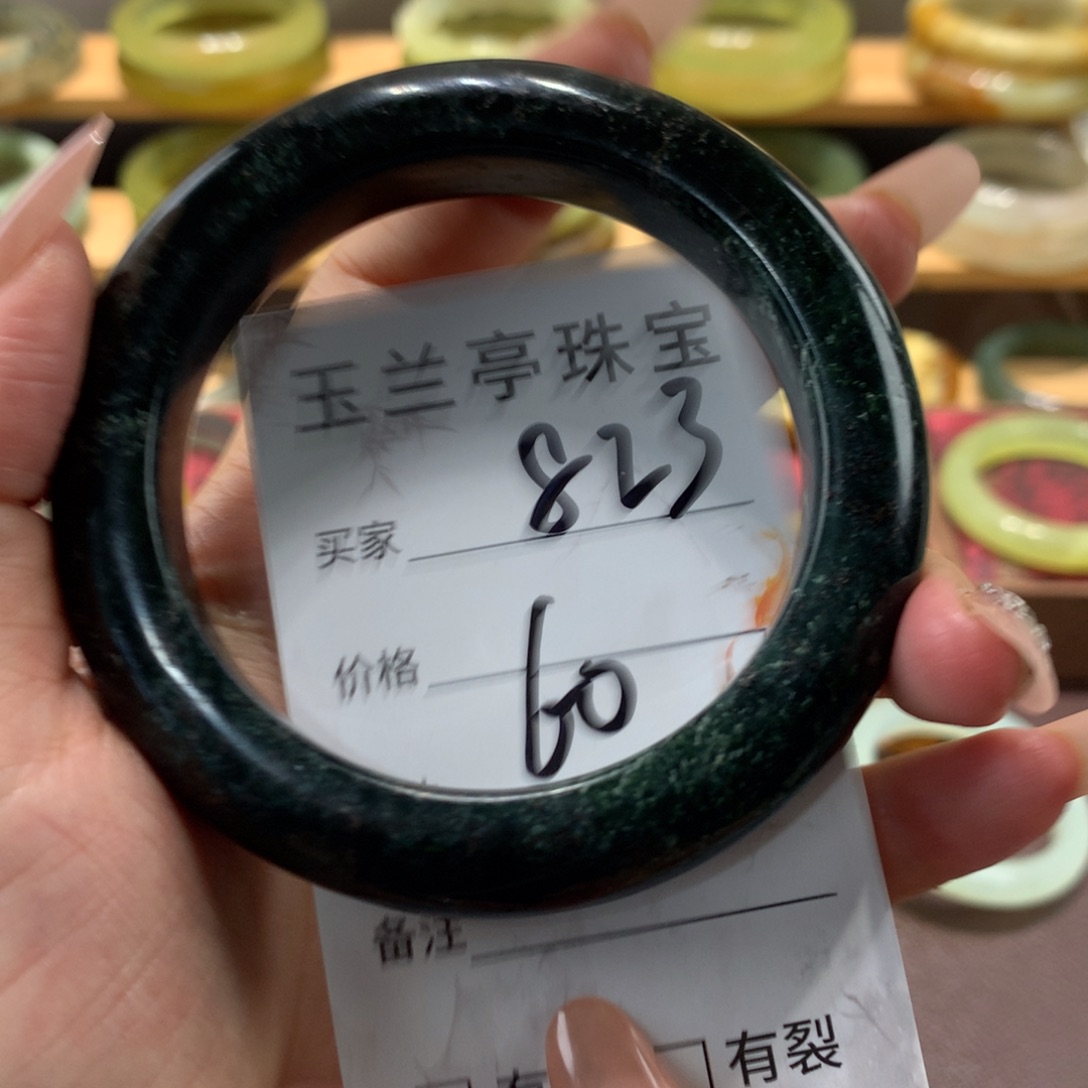 玉兰亭珠宝
买家 823
价格 60
备注
有裂